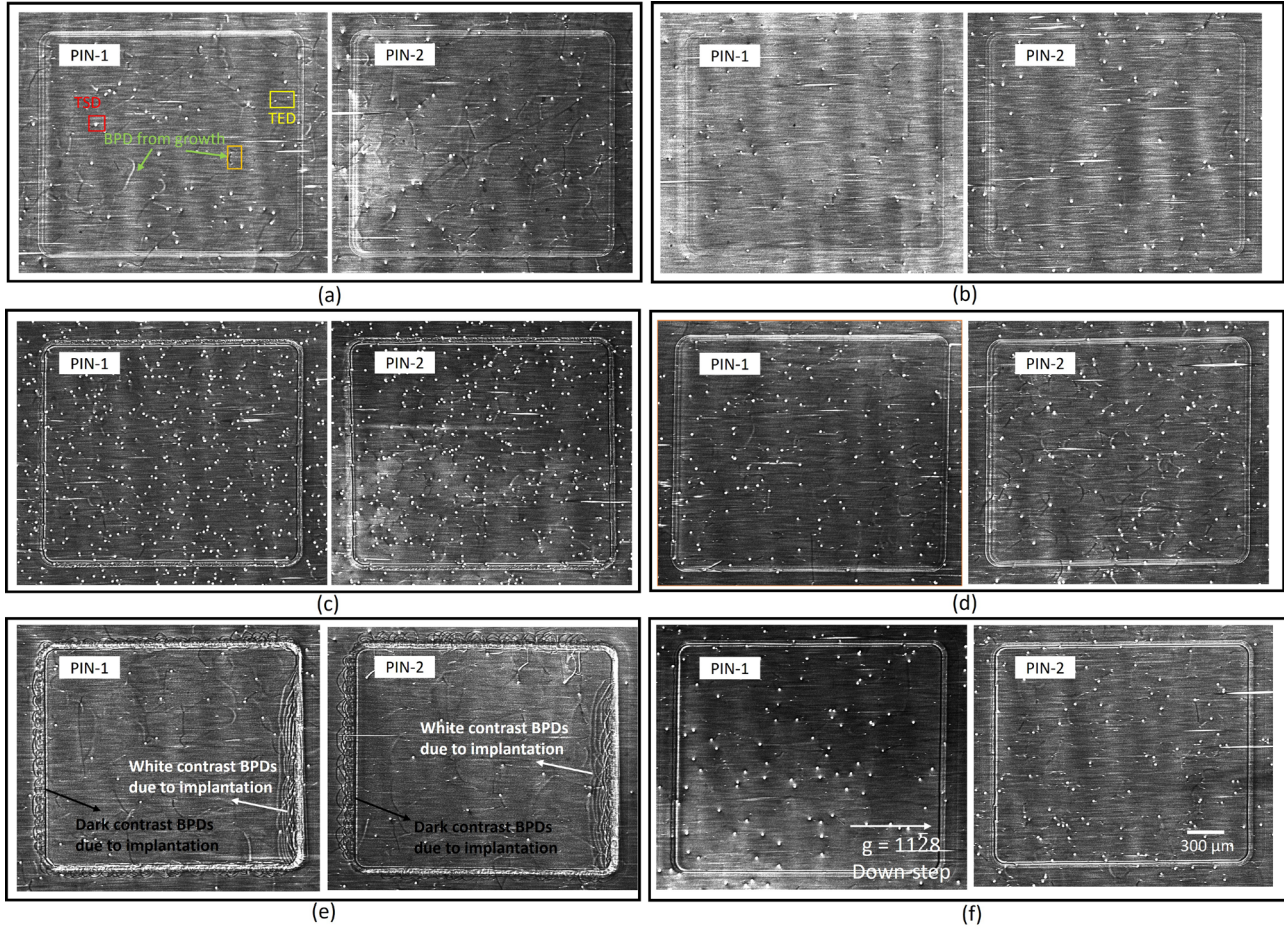 PIN-1
PIN-2
TSD
TED
BPD from growth
(a)
PIN-1
PIN-2
(b)
PIN-1
PIN-2
(c)
PIN-1
PIN-2
(d)
PIN-1
White contrast BPDs
due to implantation
Dark contrast BPDs
due to implantation
PIN-2
White contrast BPDs
due to implantation
Dark contrast BPDs
due to implantation
(e)
PIN-1
g = 1128
Down-step
PIN-2
300 µm
(f)